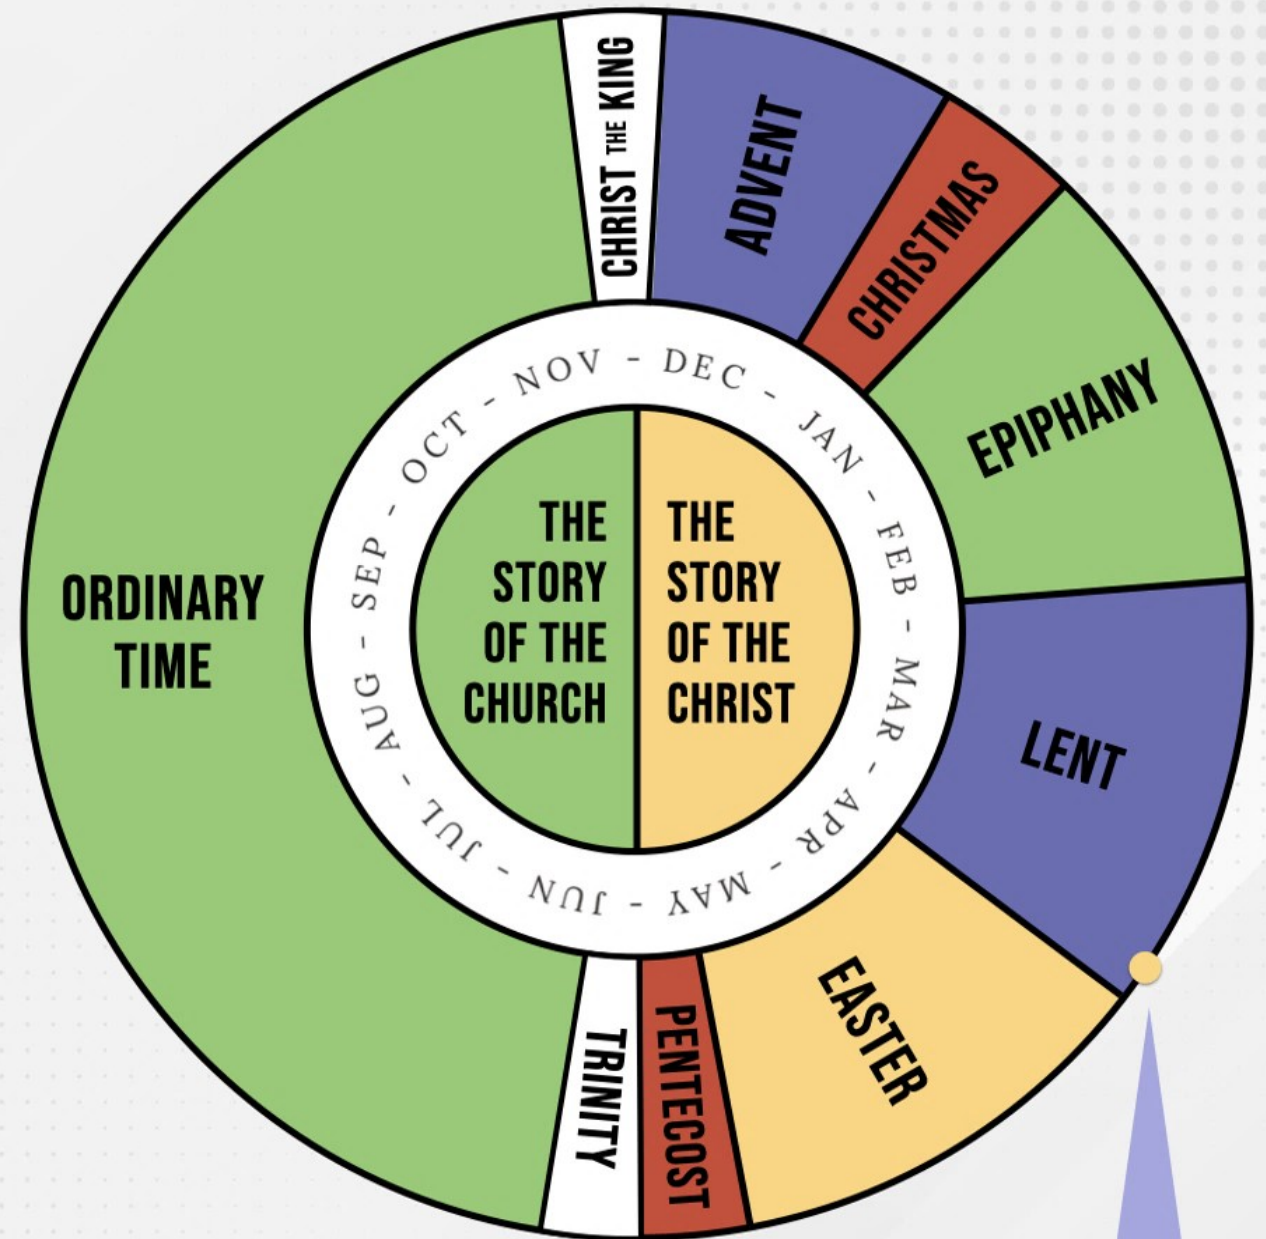 CHRIST THE KING
ADVENT
CHRISTMAS
EPIPHANY
LENT
EASTER
PENTECOST
TRINITY
ORDINARY
TIME
DEC - JAN - FEB - MAR - APR - MAY - JUN - JUL - AUG - SEP - OCT - NOV -
THE
STORY
OF THE
CHURCH
THE
STORY
OF THE
CHRIST